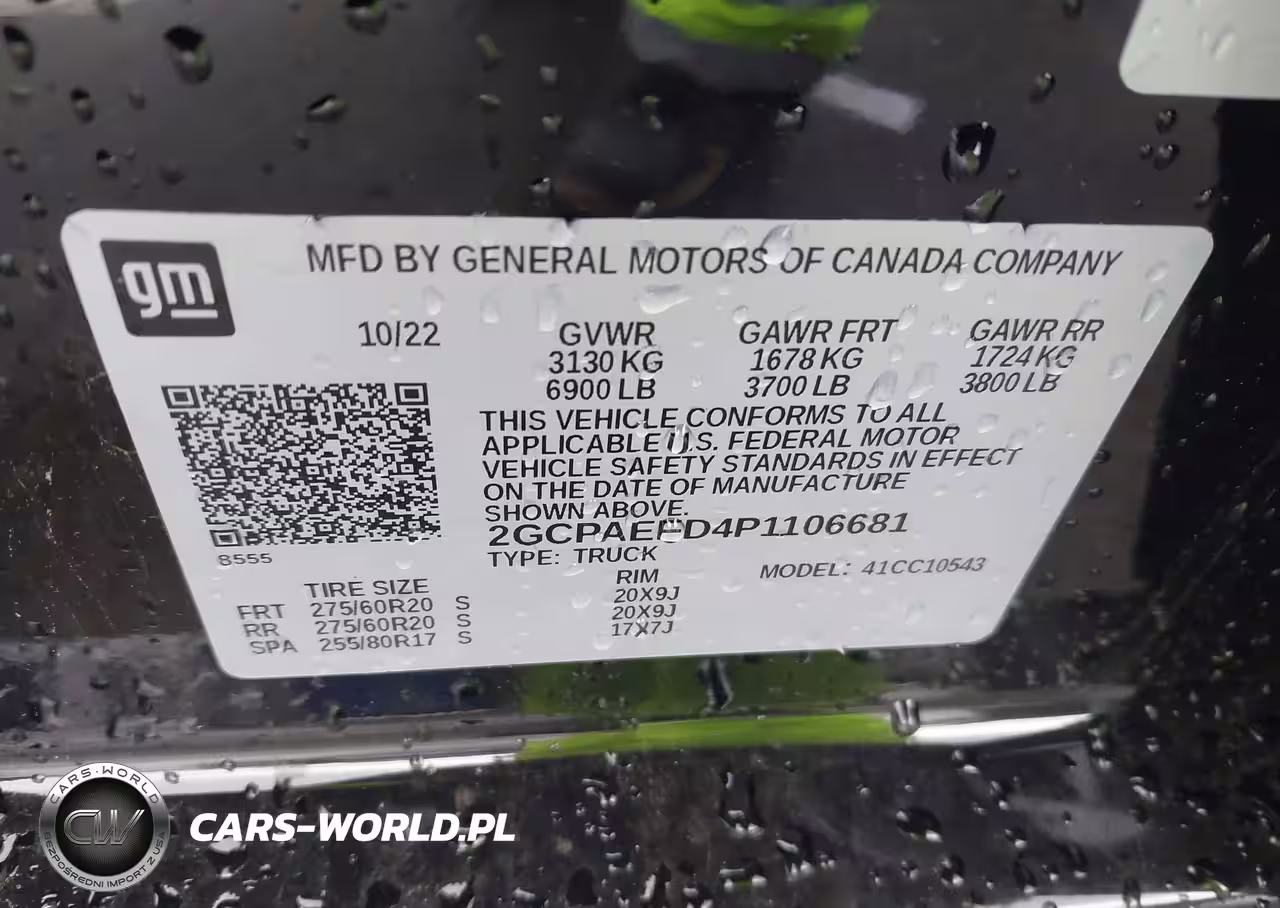 gm
MFD BY GENERAL MOTORS OF CANADA COMPANY
10/22 GVWR GAWR FRT GAWR RR
3130 KG 1678 KG 1724 KG
6900 LB 3700 LB 3800 LB
THIS VEHICLE CONFORMS TO ALL
APPLICABLE U.S. FEDERAL MOTOR
VEHICLE SAFETY STANDARDS IN EFFECT
ON THE DATE OF MANUFACTURE
SHOWN ABOVE.
2GCPAEED4P1106681
8555 TYPE: TRUCK MODEL: 41CC10543
TIRE SIZE RIM
FRT 275/60R20 S 20X9J
RR 275/60R20 S 20X9J
SPA 255/80R17 S 17X7J
CARS-WORLD
CW
BEZPOŚREDNI IMPORT Z USA
CARS-WORLD.PL